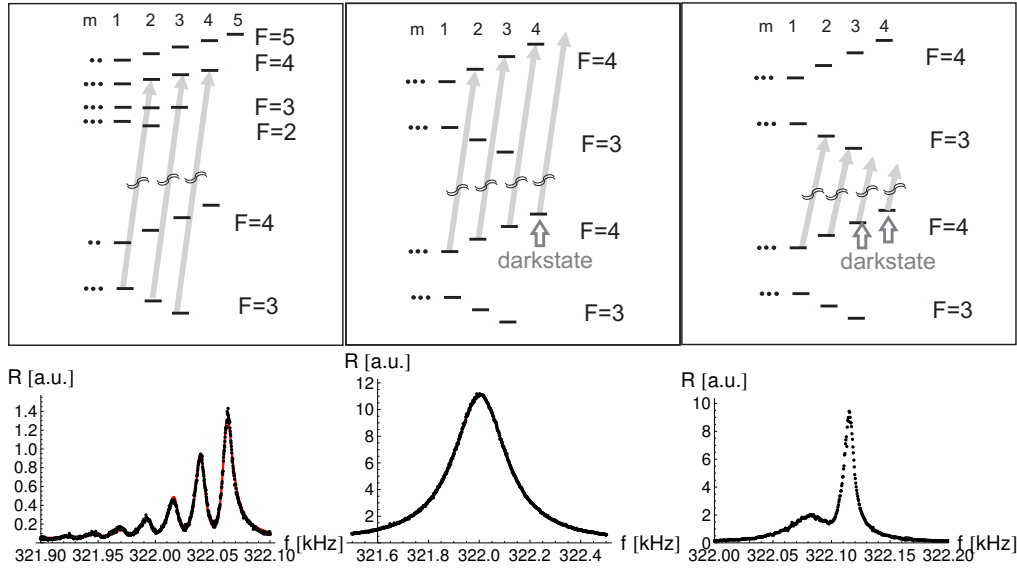 m 1 2 3 4 5
F=5
F=4
F=3
F=2
F=4
F=3
m 1 2 3 4
F=4
F=3
F=4
darkstate
F=3
m 1 2 3 4
F=4
F=3
F=4
darkstate
F=3
R [a.u.]
1.4
1.2
1.0
0.8
0.6
0.4
0.2
321.90 321.95 322.00 322.05 322.10
f [kHz]
R [a.u.]
12
10
8
6
4
2
321.6 321.8 322.0 322.2 322.4
f [kHz]
R [a.u.]
10
8
6
4
2
0
322.00 322.05 322.10 322.15 322.20
f [kHz]